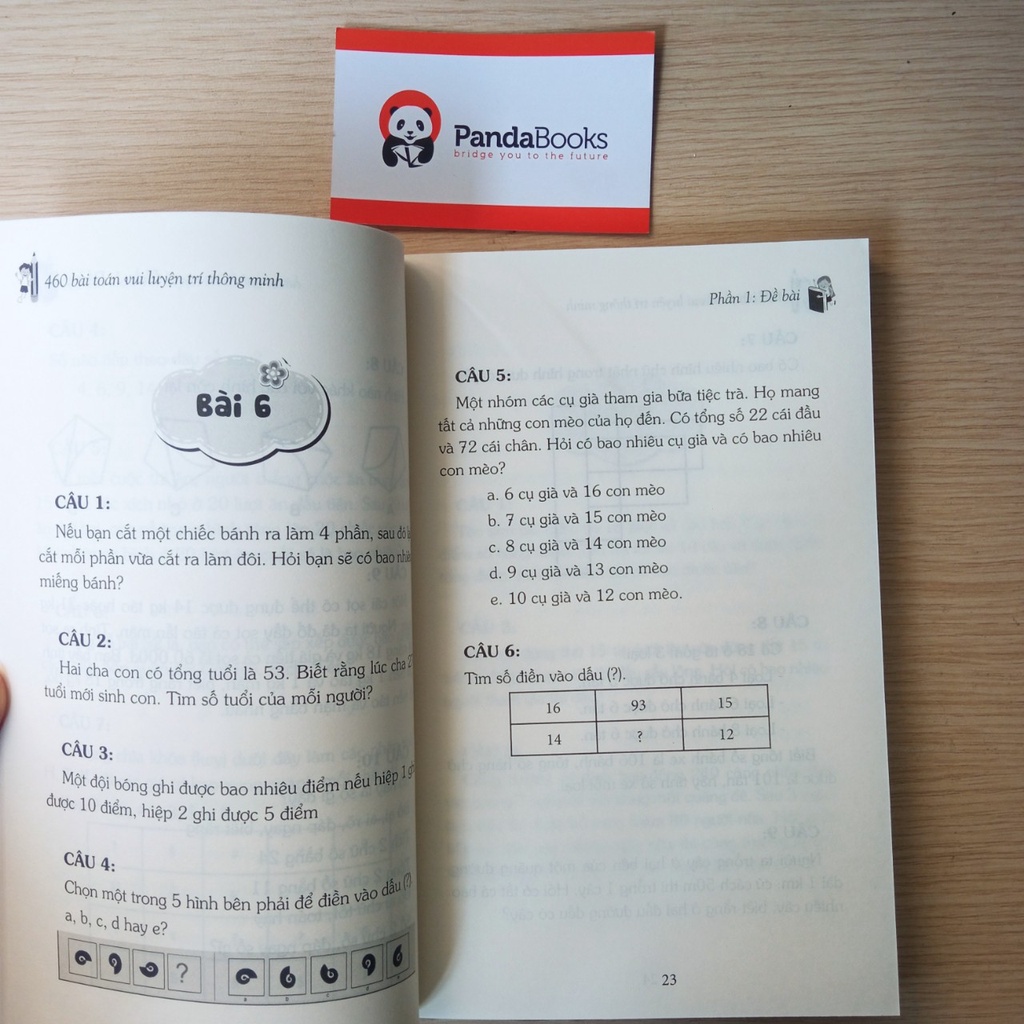 PandaBooks
bridge you to the future
460 bài toán vui luyện trí thông minh
Bài 6
CÂU 1:
Nếu bạn cắt một chiếc bánh ra làm 4 phần, sau đó
cắt mỗi phần vừa cắt ra làm đôi. Hỏi bạn sẽ có bao
miếng bánh?
CÂU 2:
Hai cha con có tổng tuổi là 53. Biết rằng lúc cha
tuổi mới sinh con. Tìm số tuổi của mỗi người?
CÂU 3:
Một đội bóng ghi được bao nhiêu điểm nếu hiệp 1
được 10 điểm, hiệp 2 ghi được 5 điểm
CÂU 4:
Chọn một trong 5 hình bên phải để điền vào dấu (?).
a, b, c, d hay e?
?
a b c d
Phần 1: Đề bài
CÂU 5:
Một nhóm các cụ già tham gia bữa tiệc trà. Họ mang
tất cả những con mèo của họ đến. Có tổng số 22 cái đầu
và 72 cái chân. Hỏi có bao nhiêu cụ già và có bao nhiêu
con mèo?
a. 6 cụ già và 16 con mèo
b. 7 cụ già và 15 con mèo
c. 8 cụ già và 14 con mèo
d. 9 cụ già và 13 con mèo
e. 10 cụ già và 12 con mèo.
CÂU 6:
Tìm số điền vào dấu (?).
16 93 15
14 ? 12
23